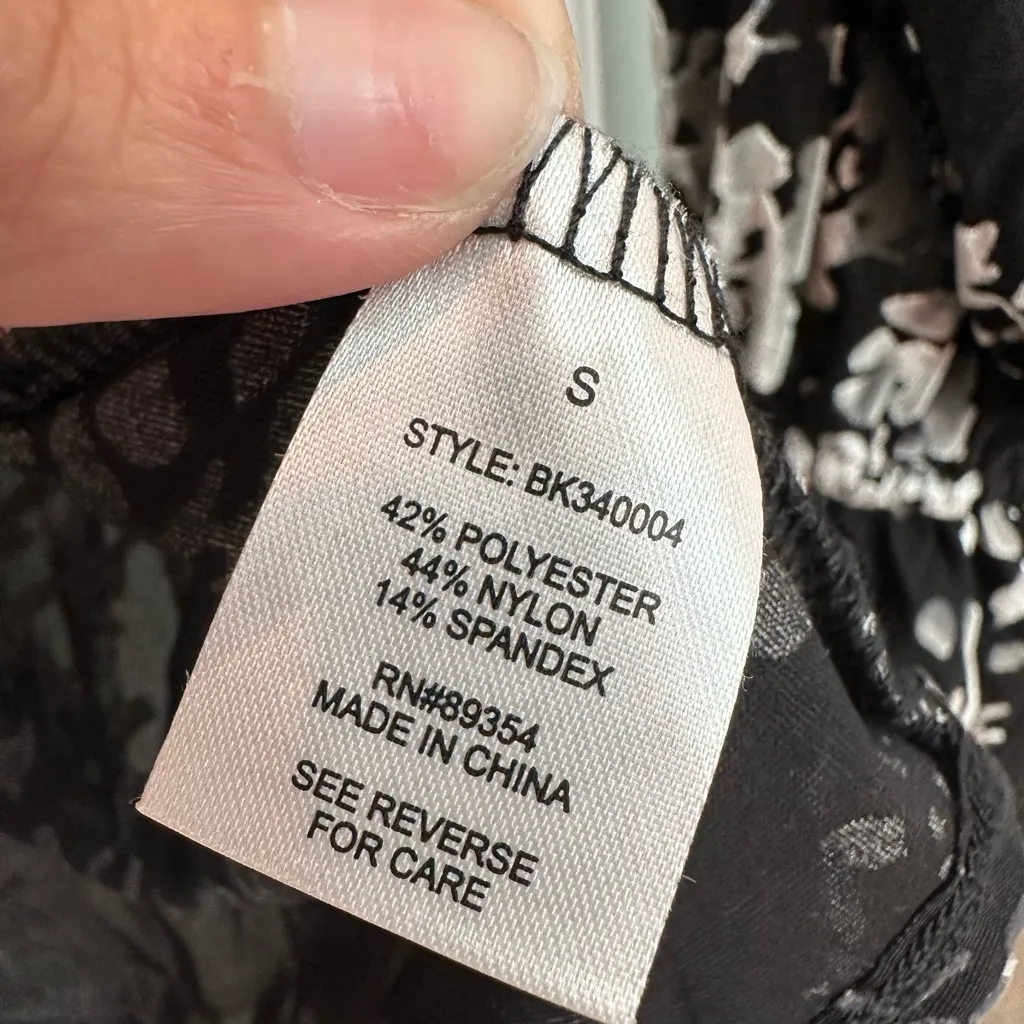 S
STYLE: BK340004
42% POLYESTER
44% NYLON
14% SPANDEX
RN#89354
MADE IN CHINA
SEE REVERSE
FOR CARE